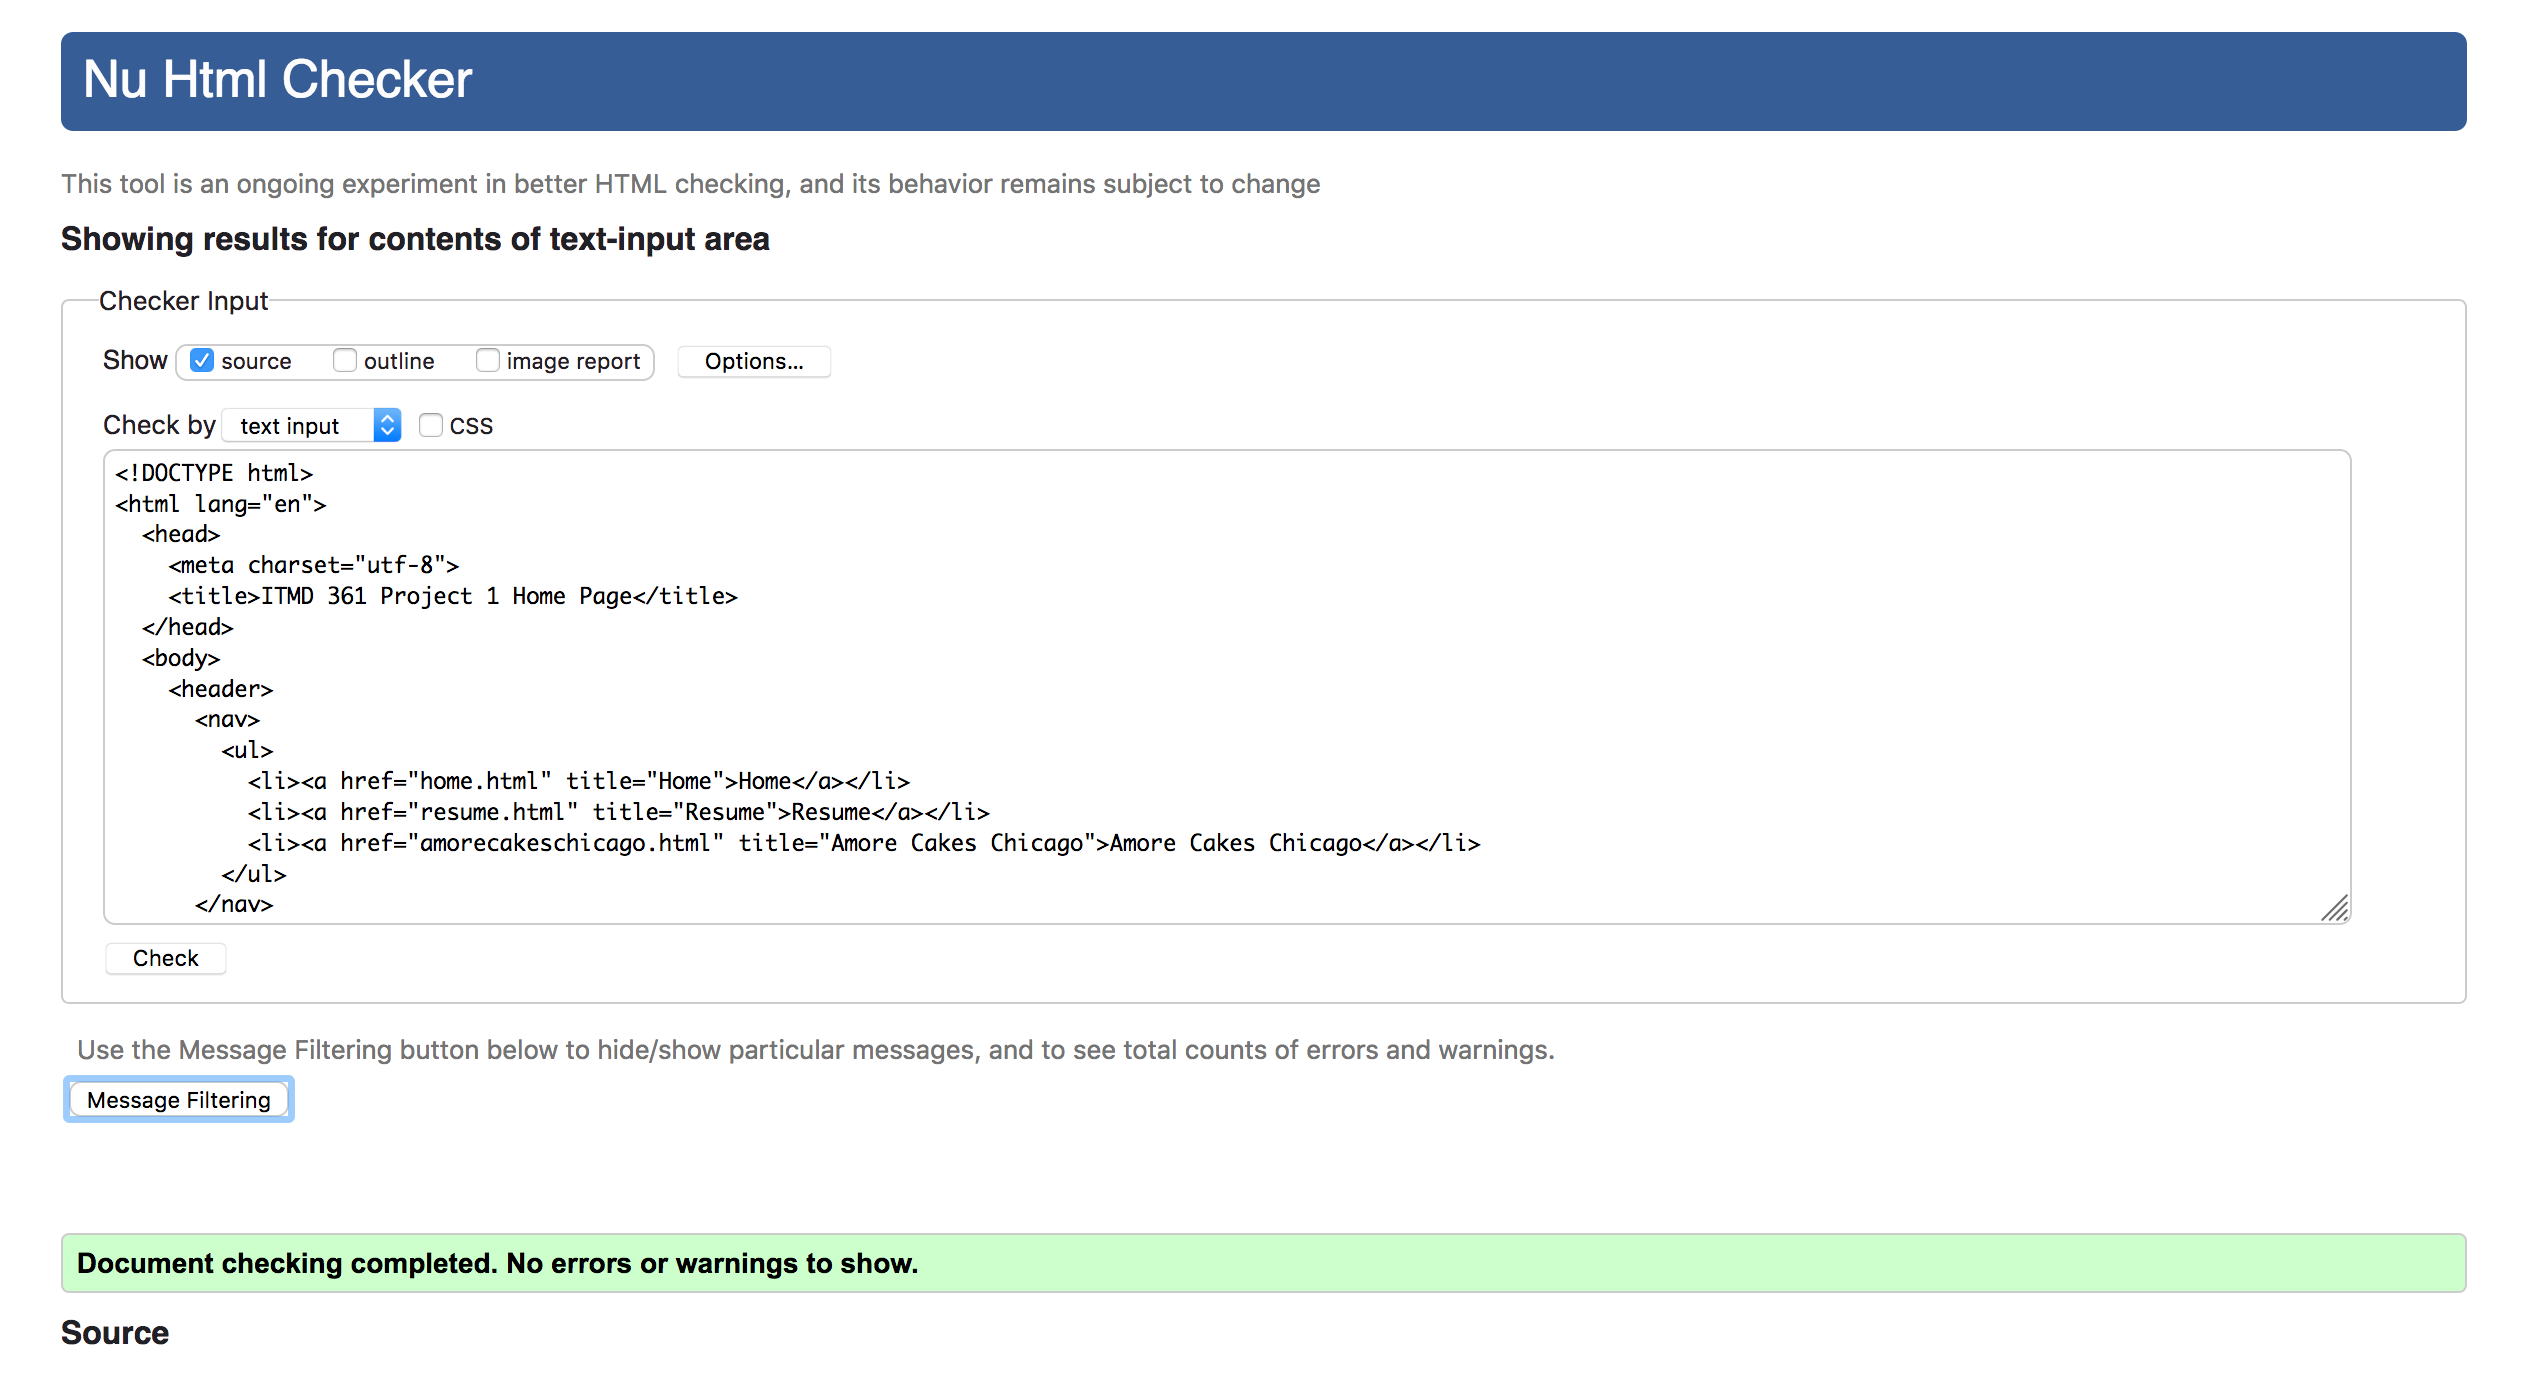 Nu Html Checker
This tool is an ongoing experiment in better HTML checking, and its behavior remains subject to change
Showing results for contents of text-input area
Checker Input
Show source outline image report Options...
Check by text input CSS
<!DOCTYPE html>
<html lang="en">
  <head>
    <meta charset="utf-8">
    <title>ITMD 361 Project 1 Home Page</title>
  </head>
  <body>
    <header>
      <nav>
        <ul>
          <li><a href="home.html" title="Home">Home</a></li>
          <li><a href="resume.html" title="Resume">Resume</a></li>
          <li><a href="amorecakeschicago.html" title="Amore Cakes Chicago">Amore Cakes Chicago</a></li>
        </ul>
      </nav>
Check
Use the Message Filtering button below to hide/show particular messages, and to see total counts of errors and warnings.
Message Filtering
Document checking completed. No errors or warnings to show.
Source